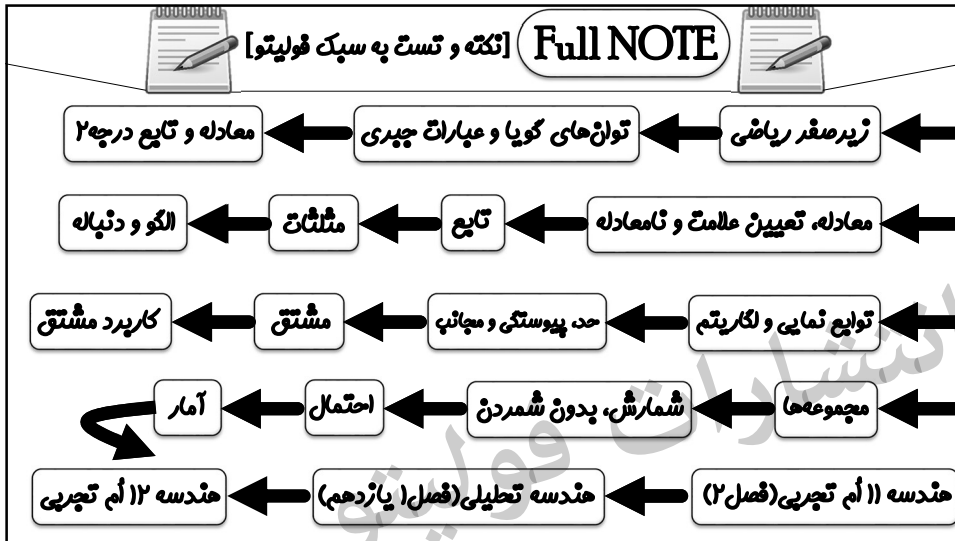 Full NOTE [نکته و تست به سبک فولیتو]
زیرصفر ریاضی توان‌های گویا و عبارات جبری معادله و تابع درجه۲
معادله، تعیین علامت و نامعادله تابع مثلثات الگو و دنباله
توابع نمایی و لگاریتم حد، پیوستگی و مجانب مشتق کاربرد مشتق
مجموعه‌ها شمارش، بدون شمردن احتمال آمار
هندسه ۱۱ اُم تجربی(فصل۲) هندسه تحلیلی(فصل۱ یازدهم) هندسه ۱۲ اُم تجربی
انتشارات فولیتو